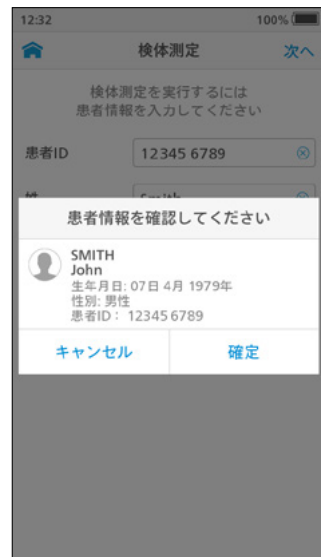 12:32 100%
検体測定 次へ
検体測定を実行するには
患者情報を入力してください
患者ID 12345 6789
姓 Smith
患者情報を確認してください
SMITH
John
生年月日: 07日 4月 1979年
性別: 男性
患者ID： 12345 6789
キャンセル 確定